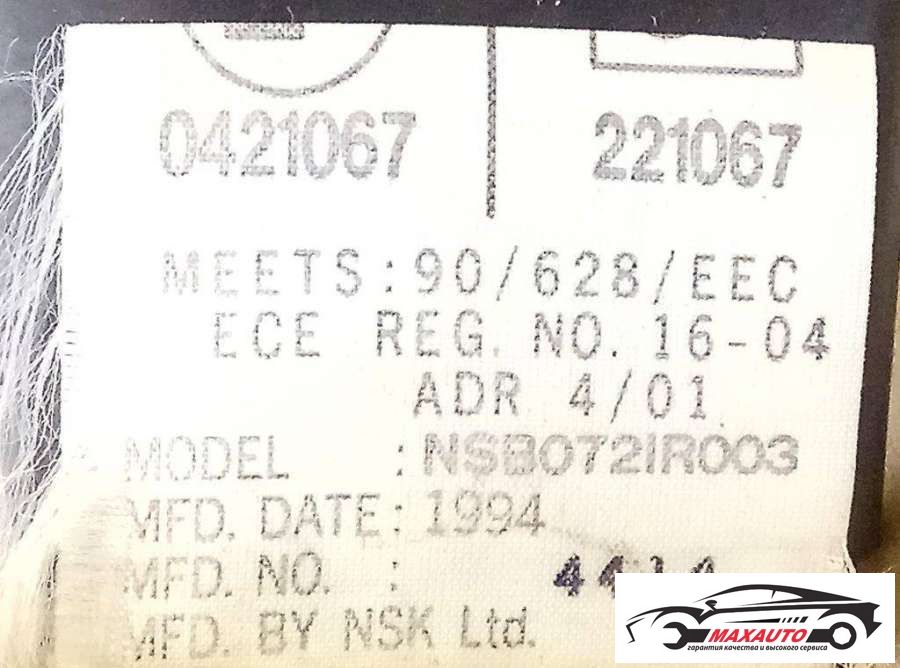 0421067 221067
MEETS:90/628/EEC
ECE REG. NO. 16-04
ADR 4/01
MODEL :NSB072IR003
MFD. DATE: 1994
MFD. NO. :
MFD. BY NSK Ltd.
MAXAUTO
гарантия качества и высокого сервиса